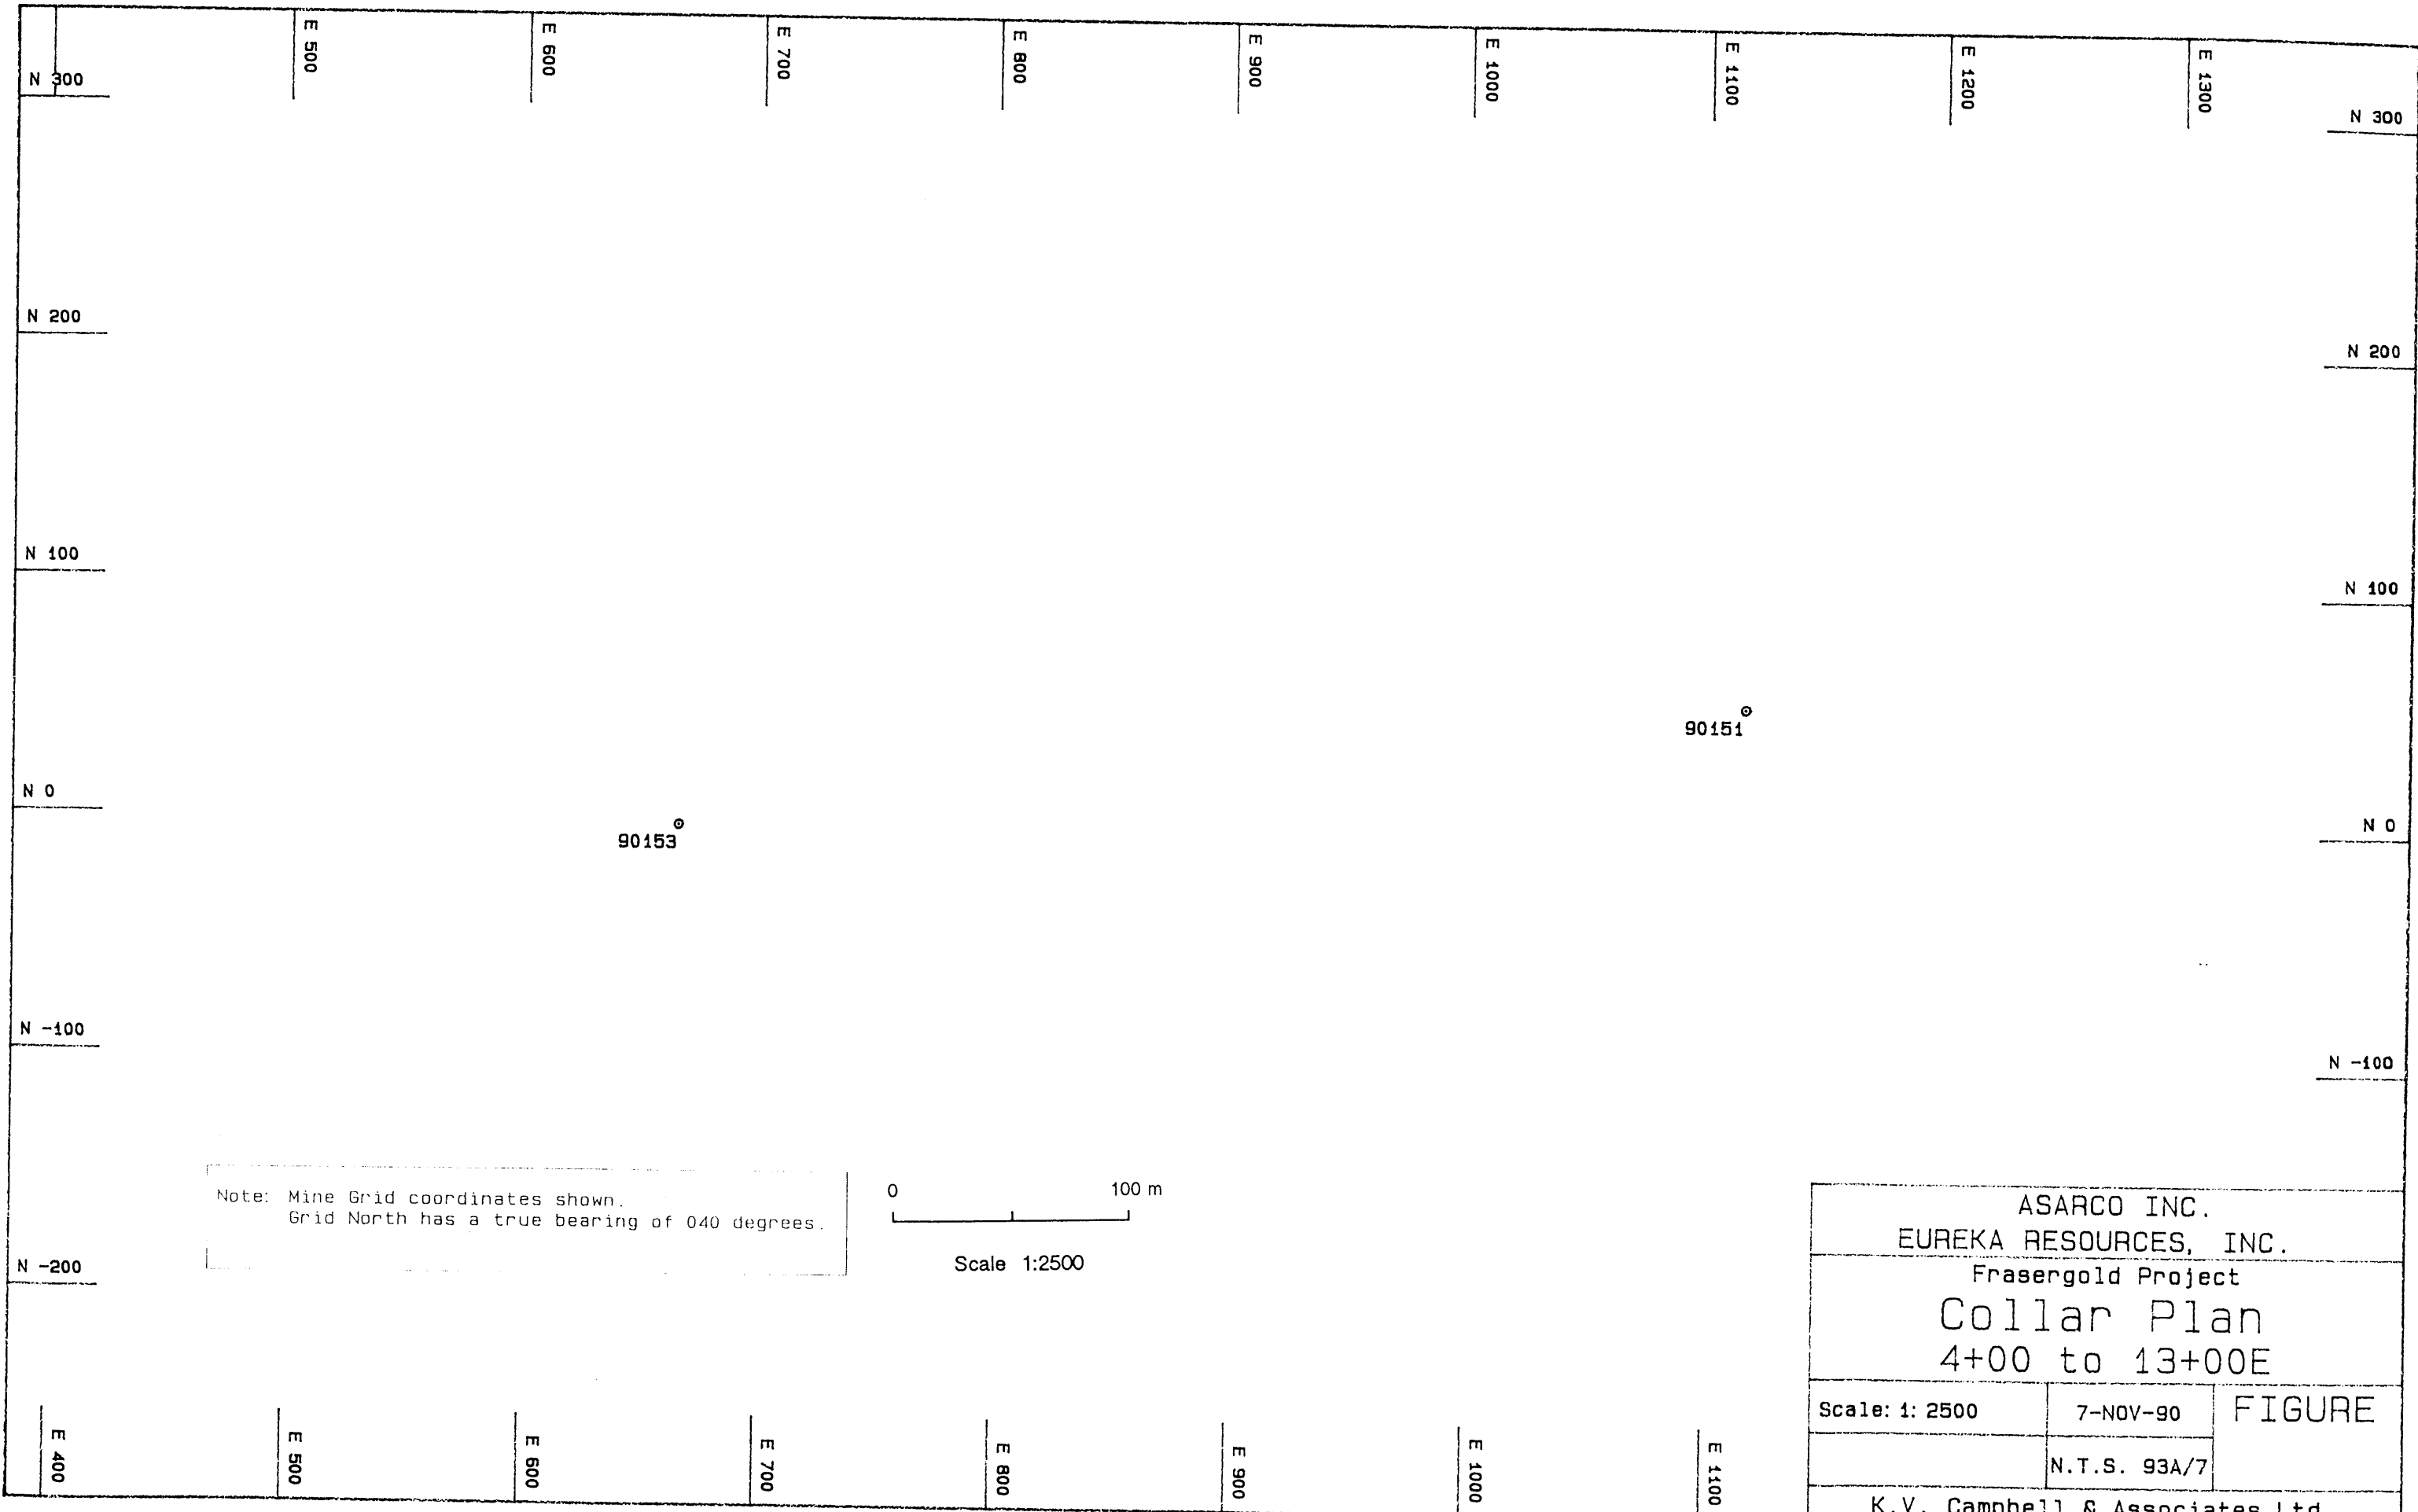 E 500
E 600
E 700
E 800
E 900
E 1000
E 1100
E 1200
E 1300
N 300
N 300
N 200
N 200
N 100
N 100
90151
N 0
90153
N 0
N -100
N -100
Note: Mine Grid coordinates shown.
Grid North has a true bearing of 040 degrees.
0 100 m
Scale 1:2500
N -200
ASARCO INC.
EUREKA RESOURCES, INC.
Frasergold Project
Collar Plan
4+00 to 13+00E
Scale: 1: 2500
7-NOV-90
FIGURE
N.T.S. 93A/7
K.V. Campbell & Associates Ltd
E 400
E 500
E 600
E 700
E 800
E 900
E 1000
E 1100